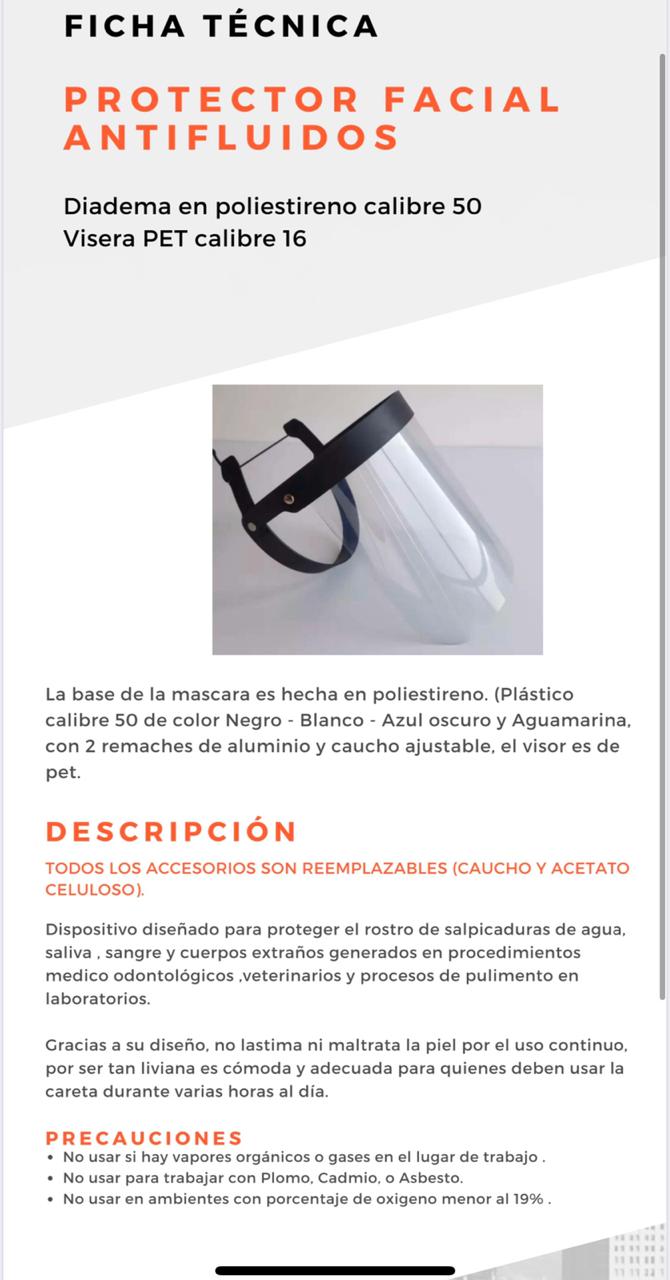 FICHA TÉCNICA
PROTECTOR FACIAL
ANTIFLUIDOS
Diadema en poliestireno calibre 50
Visera PET calibre 16
La base de la mascara es hecha en poliestireno. (Plástico
calibre 50 de color Negro - Blanco - Azul oscuro y Aguamarina,
con 2 remaches de aluminio y caucho ajustable, el visor es de
pet.
DESCRIPCIÓN
TODOS LOS ACCESORIOS SON REEMPLAZABLES (CAUCHO Y ACETATO
CELULOSO).
Dispositivo diseñado para proteger el rostro de salpicaduras de agua,
saliva , sangre y cuerpos extraños generados en procedimientos
medico odontológicos ,veterinarios y procesos de pulimento en
laboratorios.
Gracias a su diseño, no lastima ni maltrata la piel por el uso continuo,
por ser tan liviana es cómoda y adecuada para quienes deben usar la
careta durante varias horas al día.
PRECAUCIONES
• No usar si hay vapores orgánicos o gases en el lugar de trabajo .
• No usar para trabajar con Plomo, Cadmio, o Asbesto.
• No usar en ambientes con porcentaje de oxigeno menor al 19% .